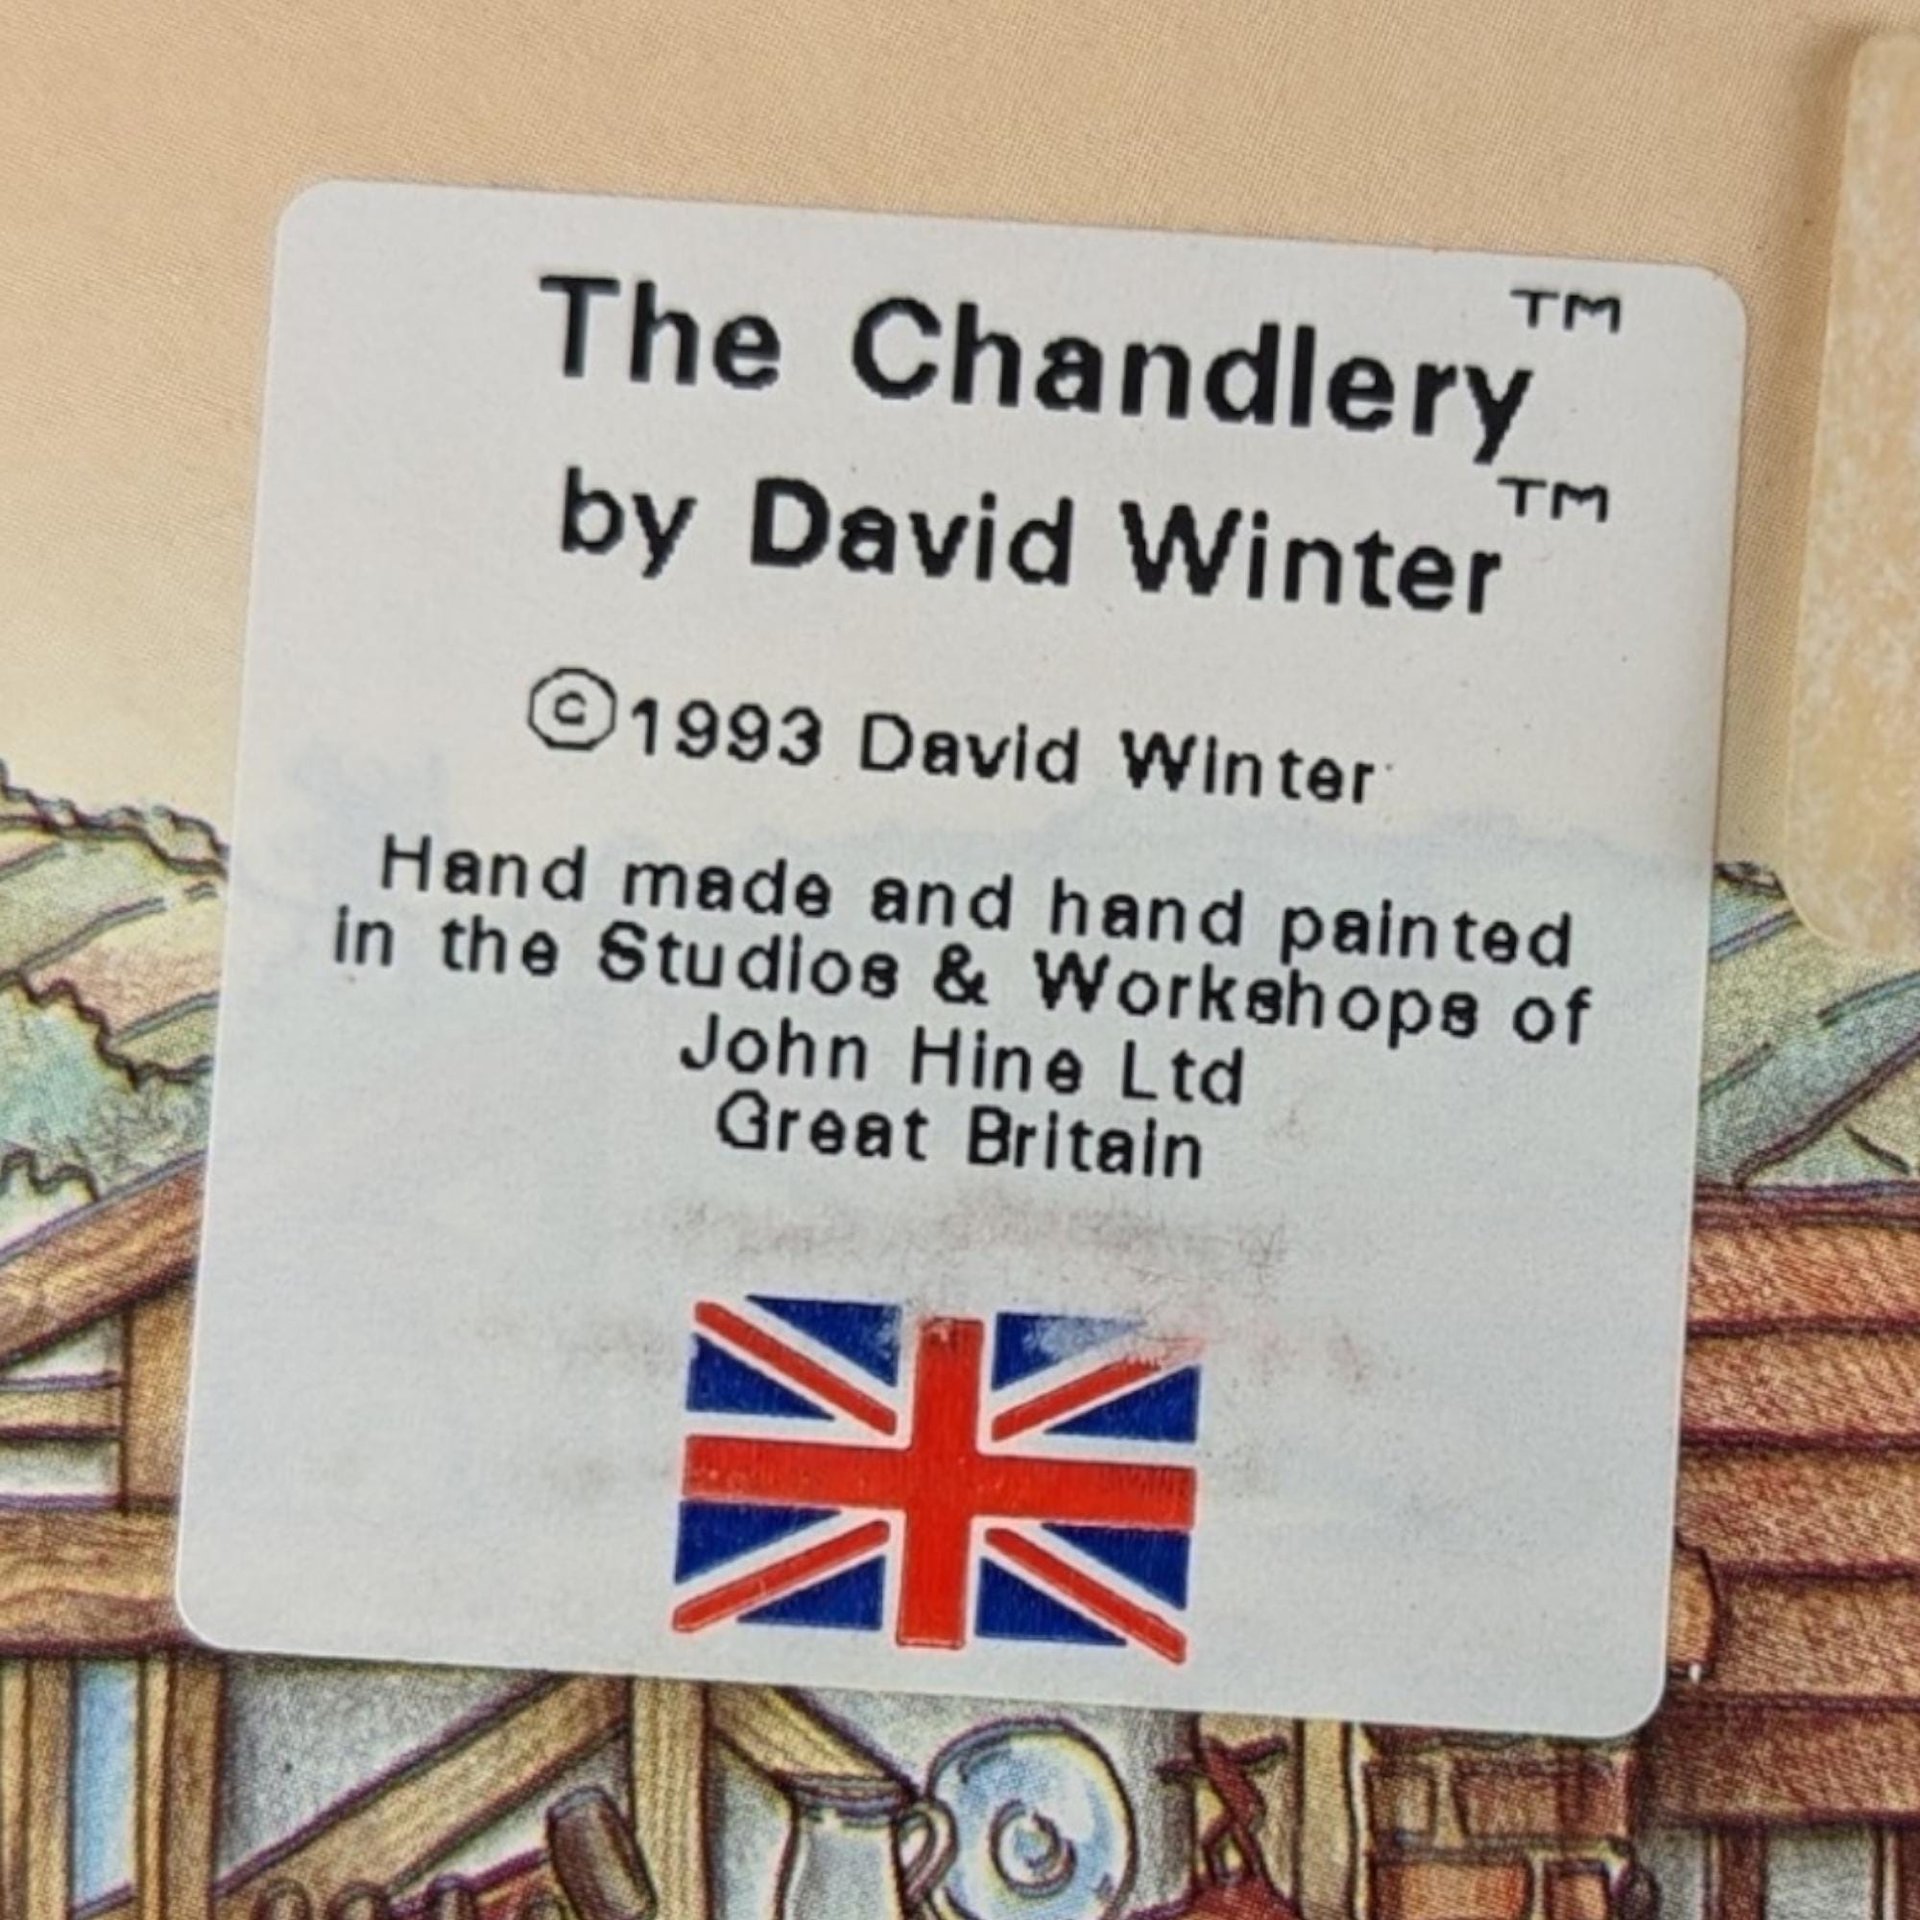 The Chandlery™
by David Winter™
©1993 David Winter
Hand made and hand painted
in the Studios & Workshops of
John Hine Ltd
Great Britain